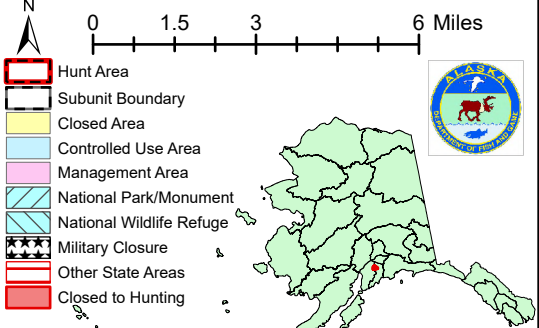 N
0 1.5 3 6 Miles
Hunt Area
Subunit Boundary
Closed Area
Controlled Use Area
Management Area
National Park/Monument
National Wildlife Refuge
Military Closure
Other State Areas
Closed to Hunting
ALASKA
DEPARTMENT OF FISH AND GAME